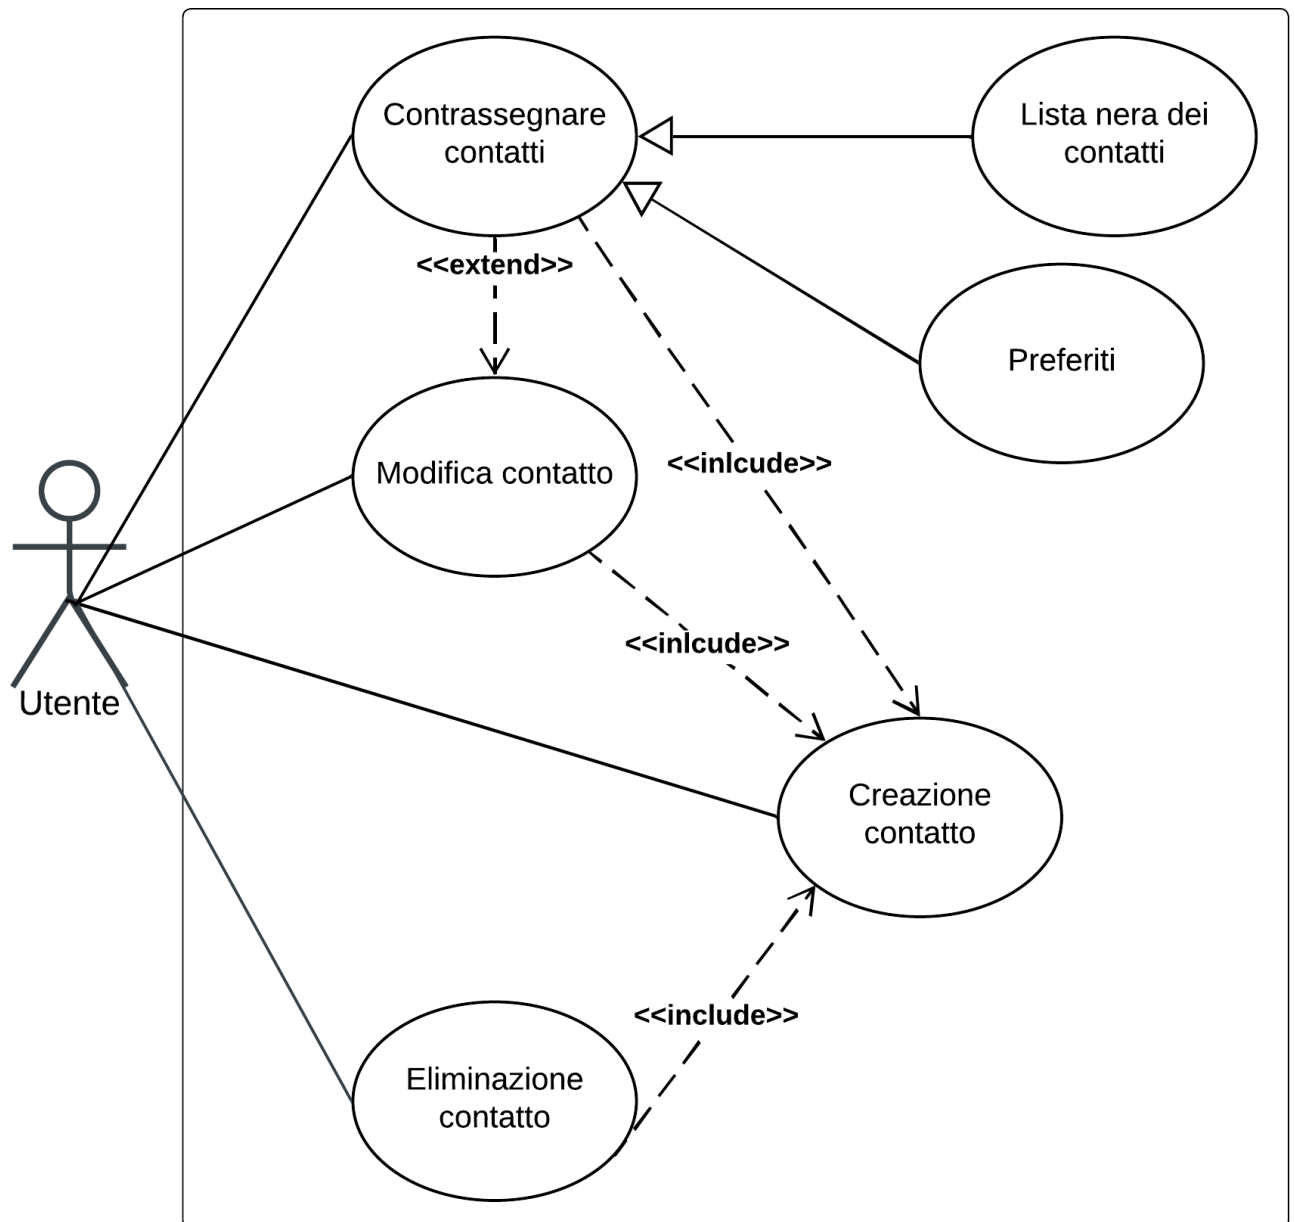 Contrassegnare
contatti
Lista nera dei
contatti
<<extend>>
Preferiti
<<inlcude>>
Modifica contatto
<<inlcude>>
Utente
Creazione
contatto
<<include>>
Eliminazione
contatto